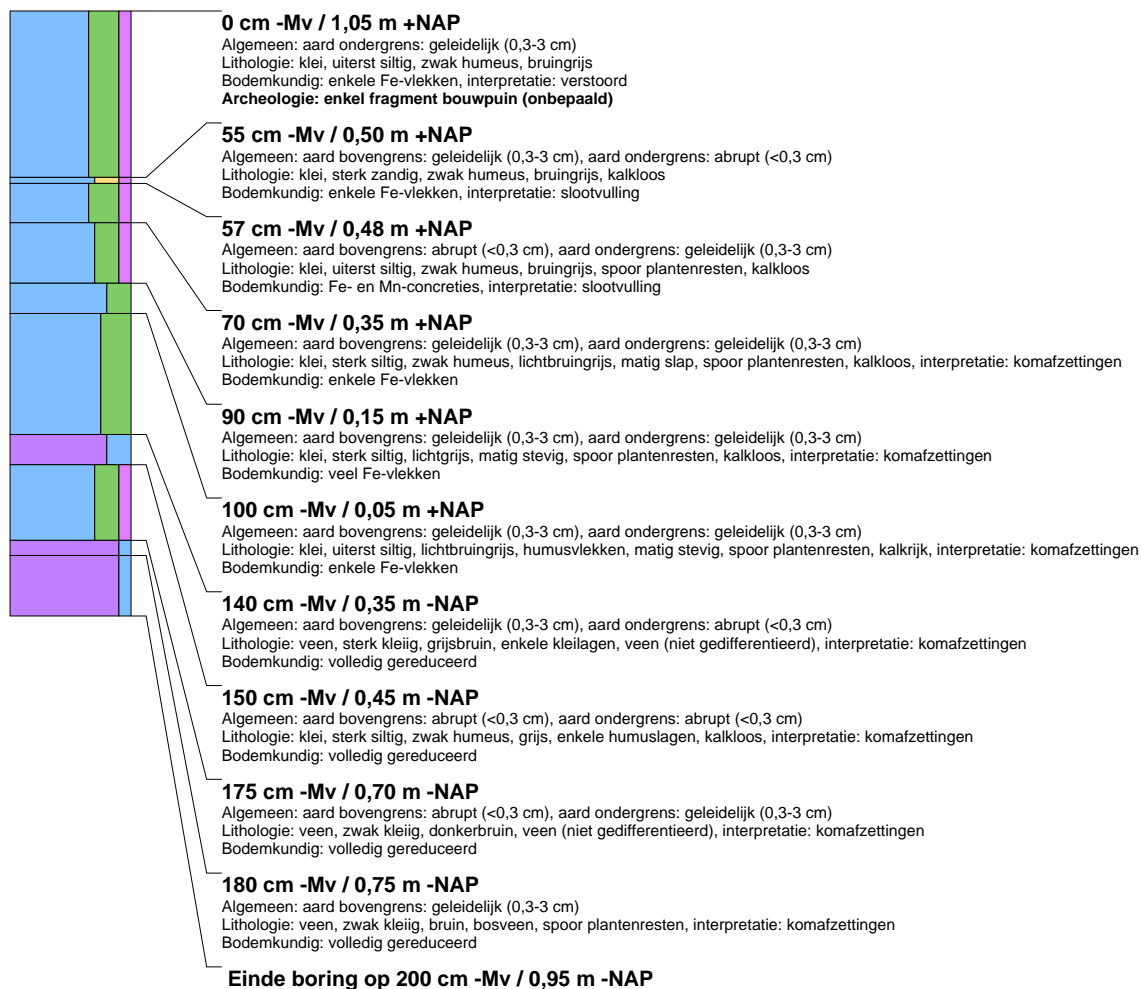 0 cm -Mv / 1,05 m +NAP
Algemeen: aard ondergrens: geleidelijk (0,3-3 cm)
Lithologie: klei, uiterst siltig, zwak humeus, bruingrijs
Bodemkundig: enkele Fe-vlekken, interpretatie: verstoord
Archeologie: enkel fragment bouwpuin (onbepaald)
55 cm -Mv / 0,50 m +NAP
Algemeen: aard bovengrens: geleidelijk (0,3-3 cm), aard ondergrens: abrupt (<0,3 cm)
Lithologie: klei, sterk zandig, zwak humeus, bruingrijs, kalkloos
Bodemkundig: enkele Fe-vlekken, interpretatie: slootvulling
57 cm -Mv / 0,48 m +NAP
Algemeen: aard bovengrens: abrupt (<0,3 cm), aard ondergrens: geleidelijk (0,3-3 cm)
Lithologie: klei, uiterst siltig, zwak humeus, bruingrijs, spoor plantenresten, kalkloos
Bodemkundig: Fe- en Mn-concreties, interpretatie: slootvulling
70 cm -Mv / 0,35 m +NAP
Algemeen: aard bovengrens: geleidelijk (0,3-3 cm), aard ondergrens: geleidelijk (0,3-3 cm)
Lithologie: klei, sterk siltig, zwak humeus, lichtbruingrijs, matig slap, spoor plantenresten, kalkloos, interpretatie: komafzettingen
Bodemkundig: enkele Fe-vlekken
90 cm -Mv / 0,15 m +NAP
Algemeen: aard bovengrens: geleidelijk (0,3-3 cm), aard ondergrens: geleidelijk (0,3-3 cm)
Lithologie: klei, sterk siltig, lichtgrijs, matig stevig, spoor plantenresten, kalkloos, interpretatie: komafzettingen
Bodemkundig: veel Fe-vlekken
100 cm -Mv / 0,05 m +NAP
Algemeen: aard bovengrens: geleidelijk (0,3-3 cm), aard ondergrens: geleidelijk (0,3-3 cm)
Lithologie: klei, uiterst siltig, lichtbruingrijs, humusvlekken, matig stevig, spoor plantenresten, kalkrijk, interpretatie: komafzettingen
Bodemkundig: enkele Fe-vlekken
140 cm -Mv / 0,35 m -NAP
Algemeen: aard bovengrens: geleidelijk (0,3-3 cm), aard ondergrens: abrupt (<0,3 cm)
Lithologie: veen, sterk kleiig, grijsbruin, enkele kleilagen, veen (niet gedifferentieerd), interpretatie: komafzettingen
Bodemkundig: volledig gereduceerd
150 cm -Mv / 0,45 m -NAP
Algemeen: aard bovengrens: abrupt (<0,3 cm), aard ondergrens: abrupt (<0,3 cm)
Lithologie: klei, sterk siltig, zwak humeus, grijs, enkele humuslagen, kalkloos, interpretatie: komafzettingen
Bodemkundig: volledig gereduceerd
175 cm -Mv / 0,70 m -NAP
Algemeen: aard bovengrens: abrupt (<0,3 cm), aard ondergrens: geleidelijk (0,3-3 cm)
Lithologie: veen, zwak kleiig, donkerbruin, veen (niet gedifferentieerd), interpretatie: komafzettingen
Bodemkundig: volledig gereduceerd
180 cm -Mv / 0,75 m -NAP
Algemeen: aard bovengrens: geleidelijk (0,3-3 cm)
Lithologie: veen, zwak kleiig, bruin, bosveen, spoor plantenresten, interpretatie: komafzettingen
Bodemkundig: volledig gereduceerd
Einde boring op 200 cm -Mv / 0,95 m -NAP